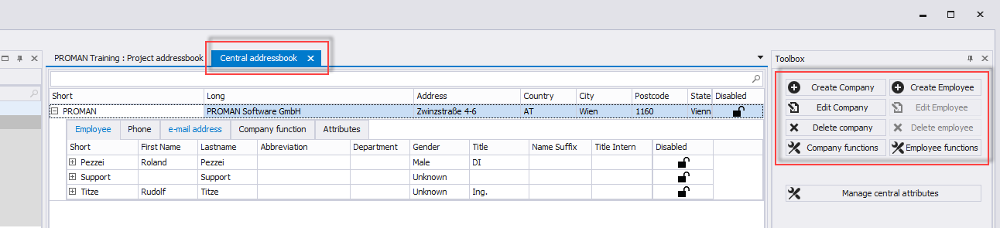 PROMAN Training : Project addressbook Central addressbook
Toolbox
Short Long Address Country City Postcode State Disabled
PROMAN PROMAN Software GmbH Zwinzstraße 4-6 AT Wien 1160 Vienn
Employee Phone e-mail address Company function Attributes
Short First Name Lastname Abbreviation Department Gender Title Name Suffix Title Intern Disabled
Pezzei Roland Pezzei Male DI
Support Support Unknown
Titze Rudolf Titze Unknown Ing.
Create Company Create Employee
Edit Company Edit Employee
Delete company Delete employee
Company functions Employee functions
Manage central attributes